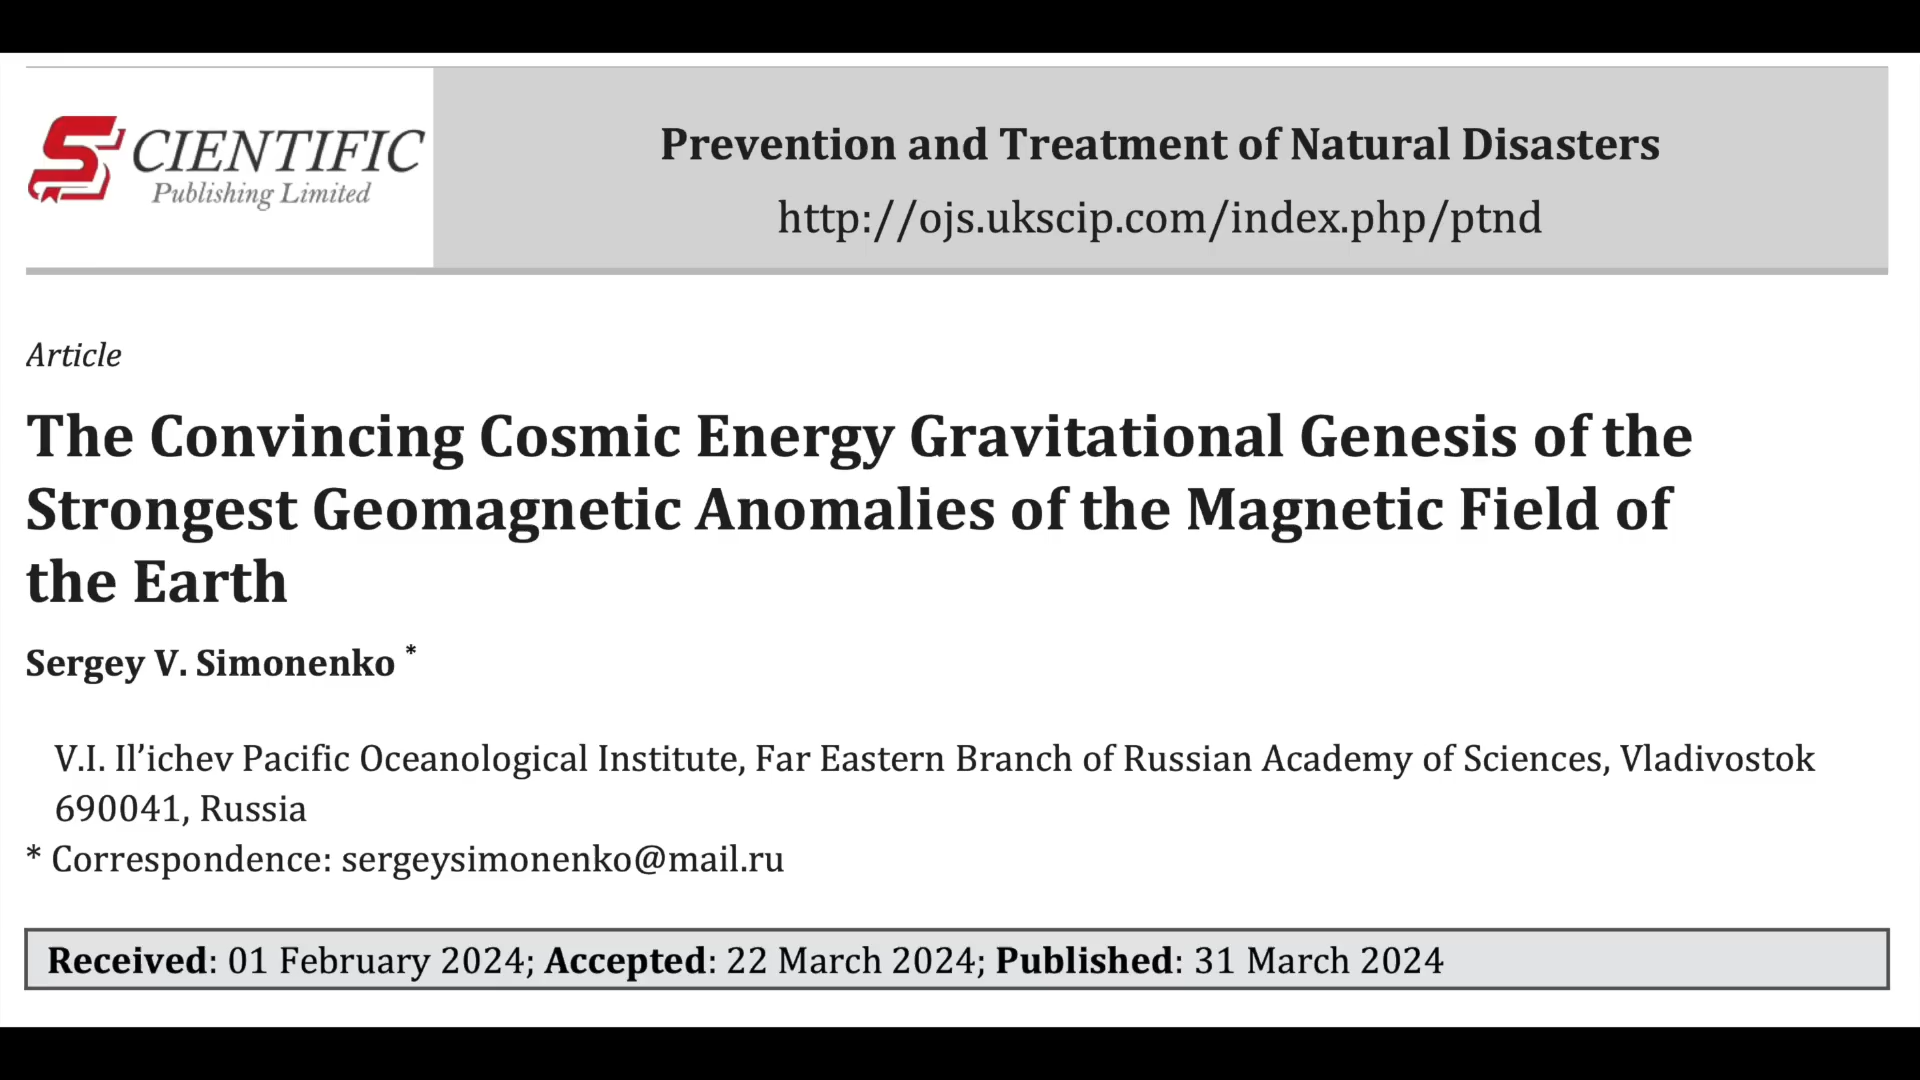 SCIENTIFIC
Publishing Limited
Prevention and Treatment of Natural Disasters
http://ojs.ukscip.com/index.php/ptnd
Article
The Convincing Cosmic Energy Gravitational Genesis of the
Strongest Geomagnetic Anomalies of the Magnetic Field of
the Earth
Sergey V. Simonenko *
V.I. Il’ichev Pacific Oceanological Institute, Far Eastern Branch of Russian Academy of Sciences, Vladivostok
690041, Russia
* Correspondence: sergeysimonenko@mail.ru
Received: 01 February 2024; Accepted: 22 March 2024; Published: 31 March 2024